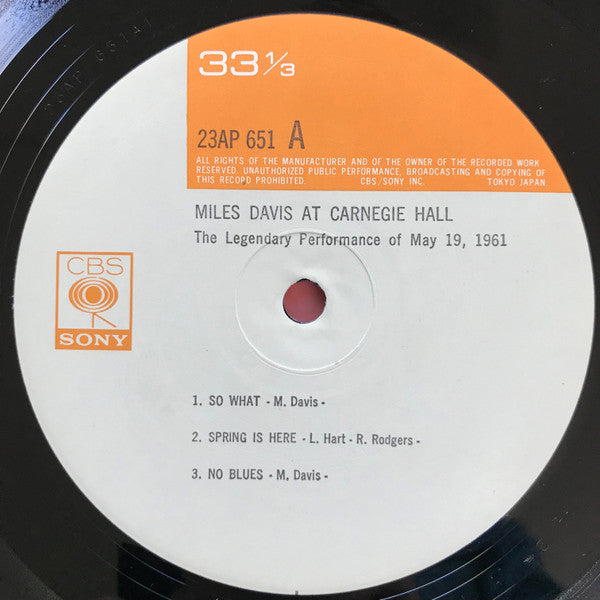 33 1/3
23AP 651 A
ALL RIGHTS OF THE MANUFACTURER AND OF THE OWNER OF THE RECORDED WORK
RESERVED. UNAUTHORIZED PUBLIC PERFORMANCE, BROADCASTING AND COPYING OF
THIS RECORD PROHIBITED. CBS/SONY INC. TOKYO JAPAN
MILES DAVIS AT CARNEGIE HALL
The Legendary Performance of May 19, 1961
CBS
SONY
1. SO WHAT - M. Davis -
2. SPRING IS HERE - L. Hart - R. Rodgers -
3. NO BLUES - M. Davis -